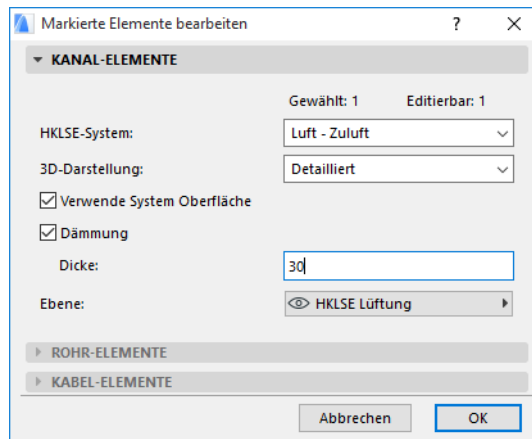 Markierte Elemente bearbeiten ?
KANAL-ELEMENTE
Gewählt: 1 Editierbar: 1
HKLSE-System: Luft - Zuluft
3D-Darstellung: Detailliert
Verwende System Oberfläche
Dämmung
Dicke: 30
Ebene: HKLSE Lüftung
ROHR-ELEMENTE
KABEL-ELEMENTE
Abbrechen OK